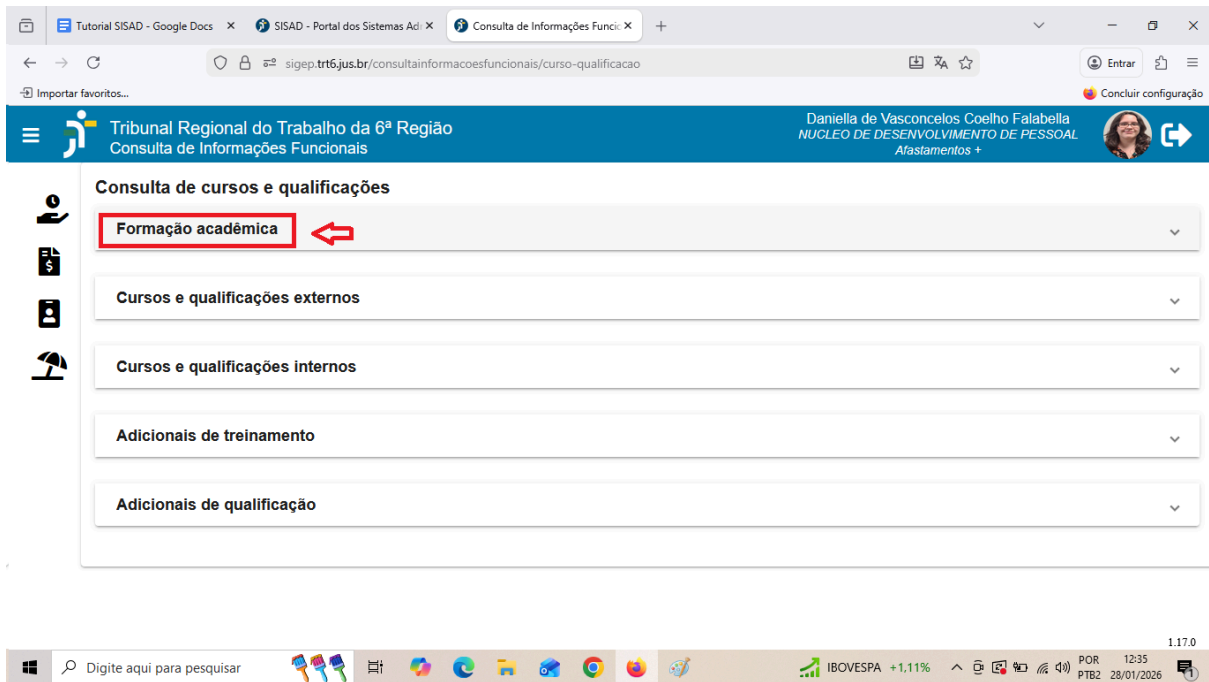 Tutorial SISAD - Google Docs
SISAD - Portal dos Sistemas Ad
Consulta de Informações Funcic
sigep.trt6.jus.br/consultainformacoesfuncionais/curso-qualificacao
Entrar
Importar favoritos...
Concluir configuração
Tribunal Regional do Trabalho da 6ª Região
Consulta de Informações Funcionais
Daniella de Vasconcelos Coelho Falabella
NUCLEO DE DESENVOLVIMENTO DE PESSOAL
Afastamentos +
Consulta de cursos e qualificações
Formação acadêmica
Cursos e qualificações externos
Cursos e qualificações internos
Adicionais de treinamento
Adicionais de qualificação
1.17.0
Digite aqui para pesquisar
IBOVESPA +1,11%
POR
PTB2
12:35
28/01/2026
1